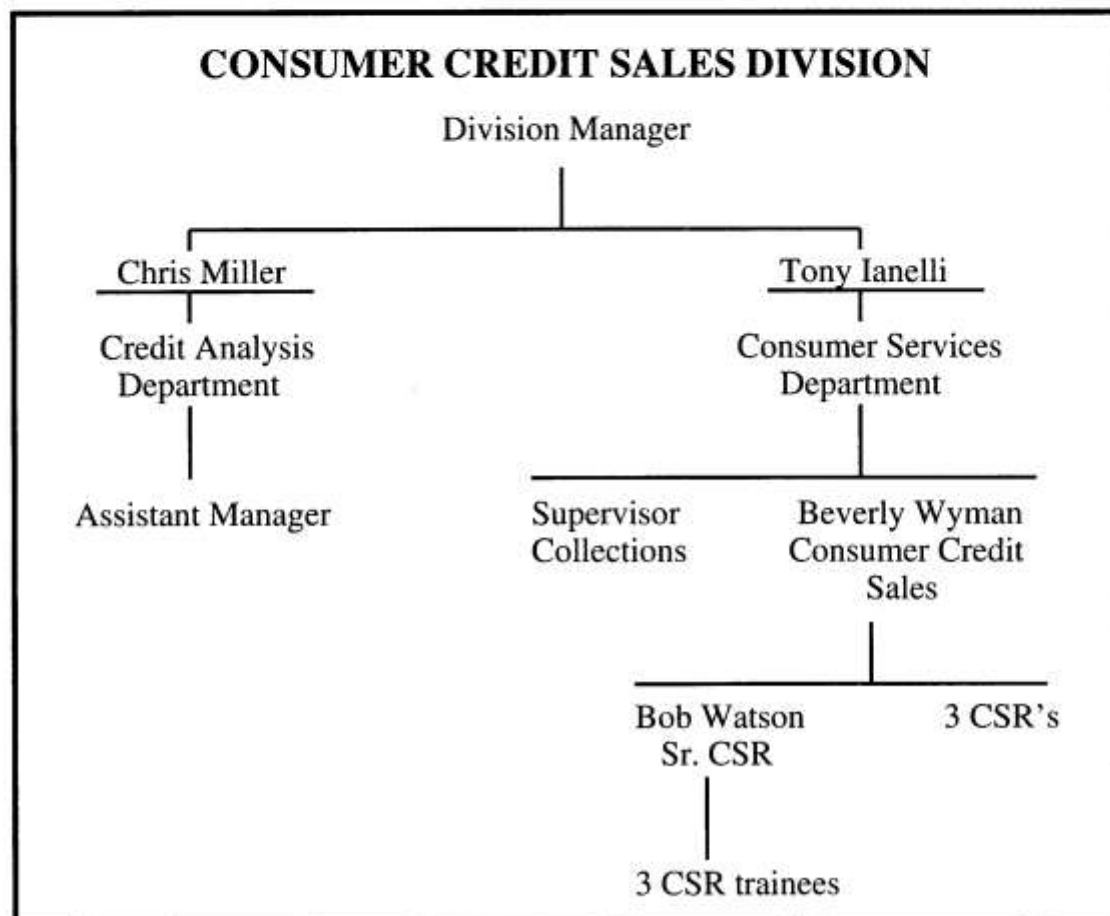 CONSUMER CREDIT SALES DIVISION
Division Manager
Chris Miller
Tony Ianelli
Credit Analysis
Department
Consumer Services
Department
Assistant Manager
Supervisor
Collections
Beverly Wyman
Consumer Credit
Sales
Bob Watson
Sr. CSR
3 CSR's
3 CSR trainees